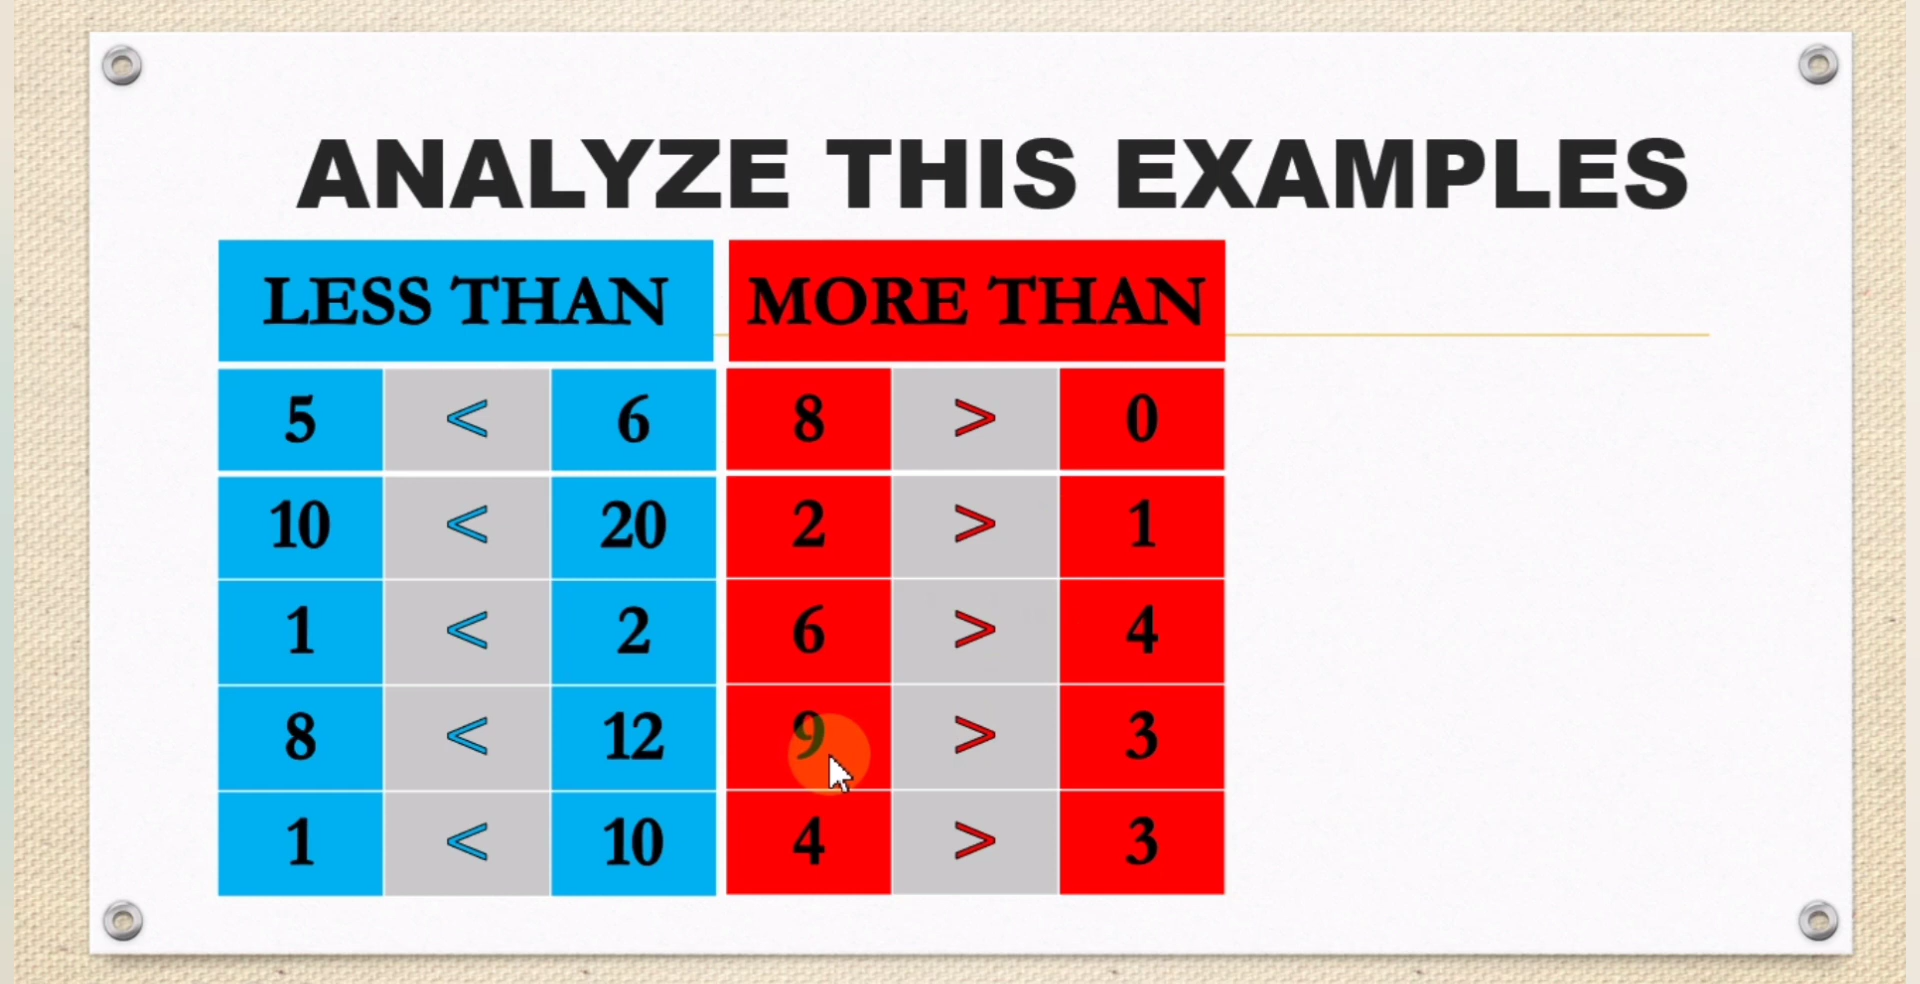 ANALYZE THIS EXAMPLES
LESS THAN MORE THAN
5 < 6 8 > 0
10 < 20 2 > 1
1 < 2 6 > 4
8 < 12 9 > 3
1 < 10 4 > 3